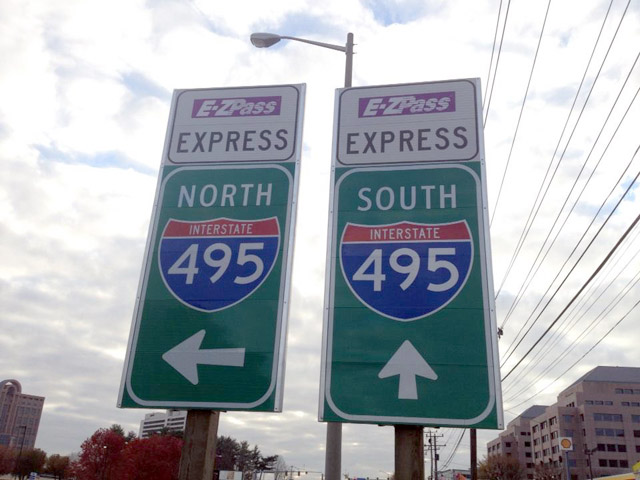 E-ZPass
EXPRESS
NORTH
INTERSTATE
495
E-ZPass
EXPRESS
SOUTH
INTERSTATE
495